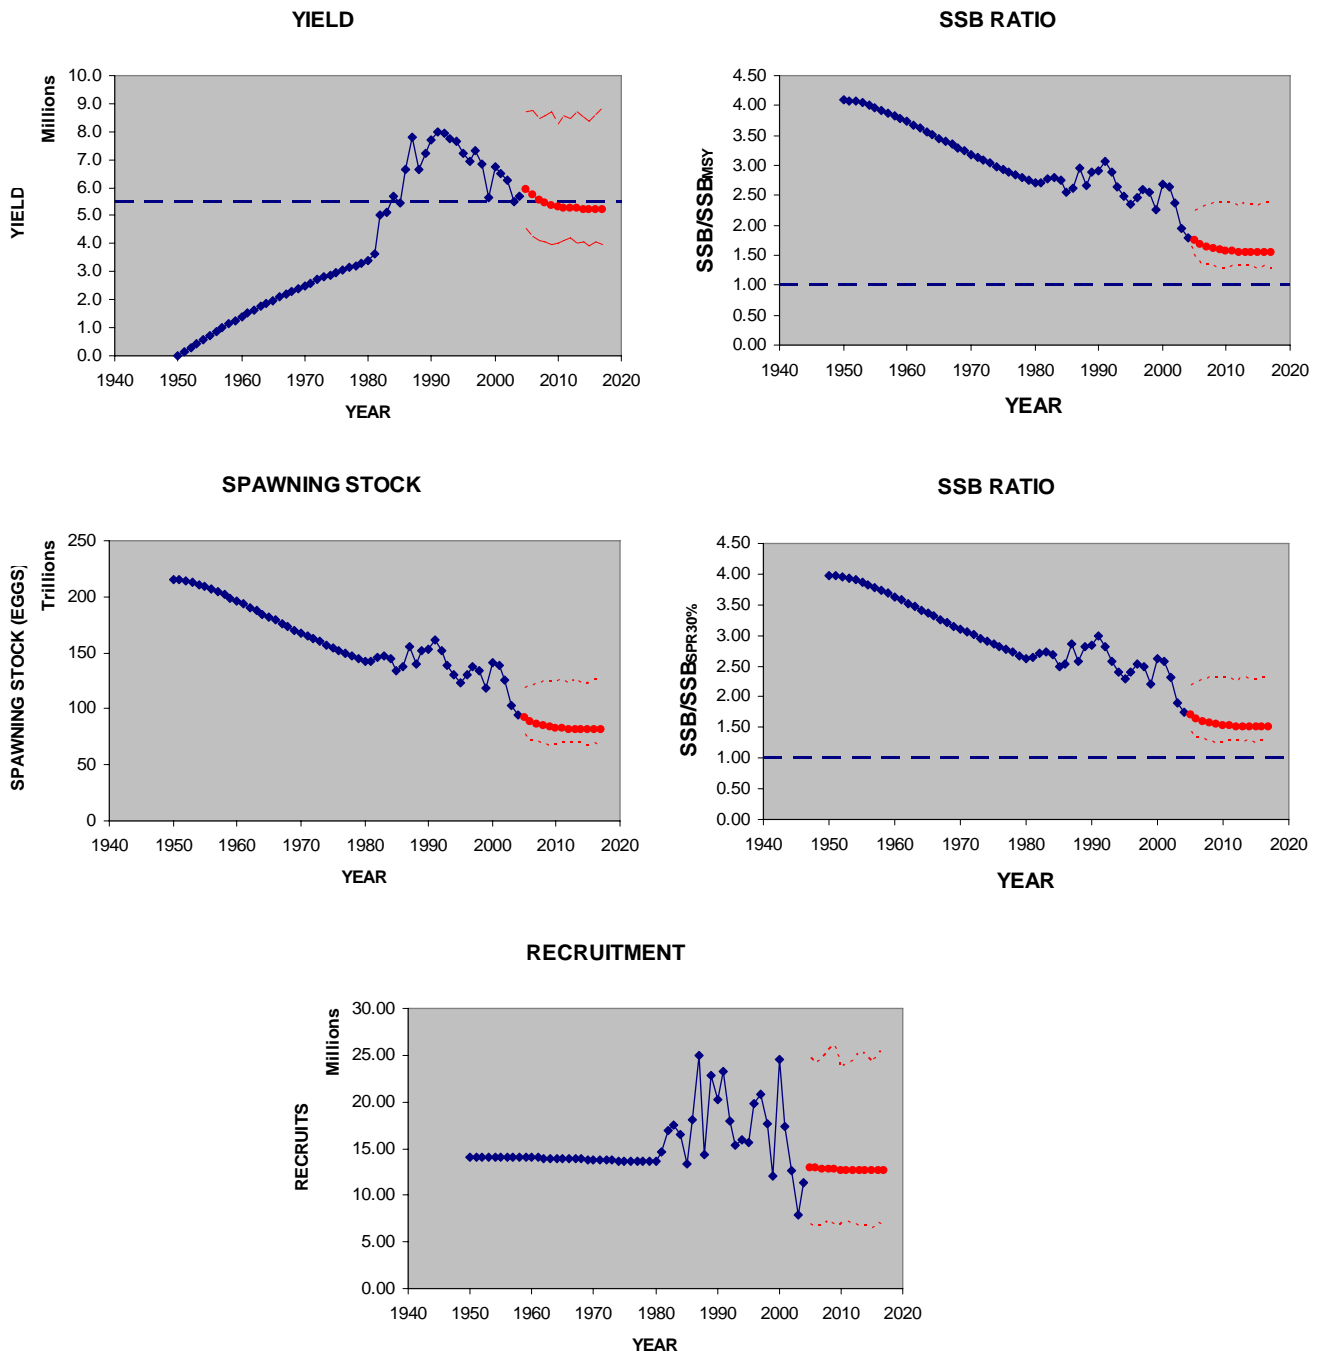 YIELD
Millions
YIELD
10.0
9.0
8.0
7.0
6.0
5.0
4.0
3.0
2.0
1.0
0.0
1940 1950 1960 1970 1980 1990 2000 2010 2020
YEAR
SSB RATIO
SSB/SSBMSY
4.50
4.00
3.50
3.00
2.50
2.00
1.50
1.00
0.50
0.00
1940 1950 1960 1970 1980 1990 2000 2010 2020
YEAR
SPAWNING STOCK
SPAWNING STOCK (EGGS)
Trillions
250
200
150
100
50
0
1940 1950 1960 1970 1980 1990 2000 2010 2020
YEAR
SSB RATIO
SSB/SSBSPR30%
4.50
4.00
3.50
3.00
2.50
2.00
1.50
1.00
0.50
0.00
1940 1950 1960 1970 1980 1990 2000 2010 2020
YEAR
RECRUITMENT
Millions
RECRUITS
30.00
25.00
20.00
15.00
10.00
5.00
0.00
1940 1950 1960 1970 1980 1990 2000 2010 2020
YEAR